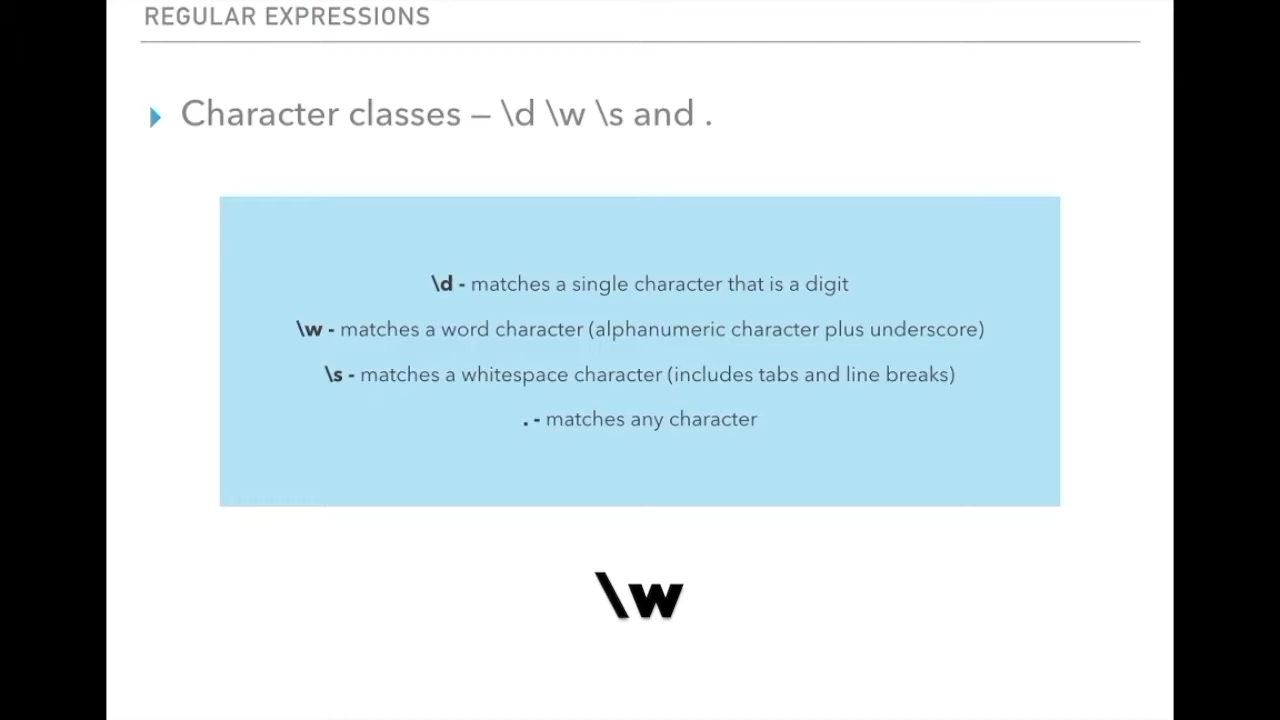 REGULAR EXPRESSIONS
Character classes – \d \w \s and .
\d - matches a single character that is a digit
\w - matches a word character (alphanumeric character plus underscore)
\s - matches a whitespace character (includes tabs and line breaks)
. - matches any character
\w